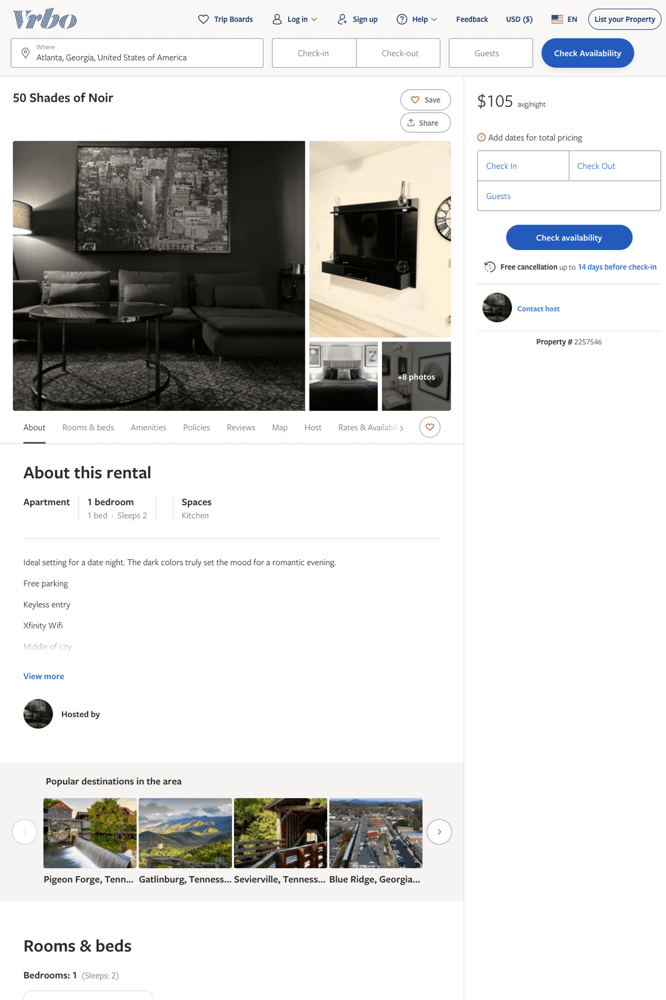 Vrbo
Trip Boards
Log in
Sign up
Help
Feedback
USD ($)
EN
List your Property
Where
Atlanta, Georgia, United States of America
Check-in
Check-out
Guests
Check Availability
50 Shades of Noir
Save
Share
$105 avg/night
Add dates for total pricing
Check In
Check Out
Guests
Check availability
Free cancellation up to 14 days before check-in
Contact host
Property # 2257546
+8 photos
About
Rooms & beds
Amenities
Policies
Reviews
Map
Host
Rates & Availabili
About this rental
Apartment
1 bedroom
1 bed · Sleeps 2
Spaces
Kitchen
Ideal setting for a date night. The dark colors truly set the mood for a romantic evening.
Free parking
Keyless entry
Xfinity Wifi
Middle of city
View more
Hosted by
Popular destinations in the area
Pigeon Forge, Tenn...
Gatlinburg, Tenness...
Sevierville, Tenness...
Blue Ridge, Georgia...
Rooms & beds
Bedrooms: 1 (Sleeps: 2)